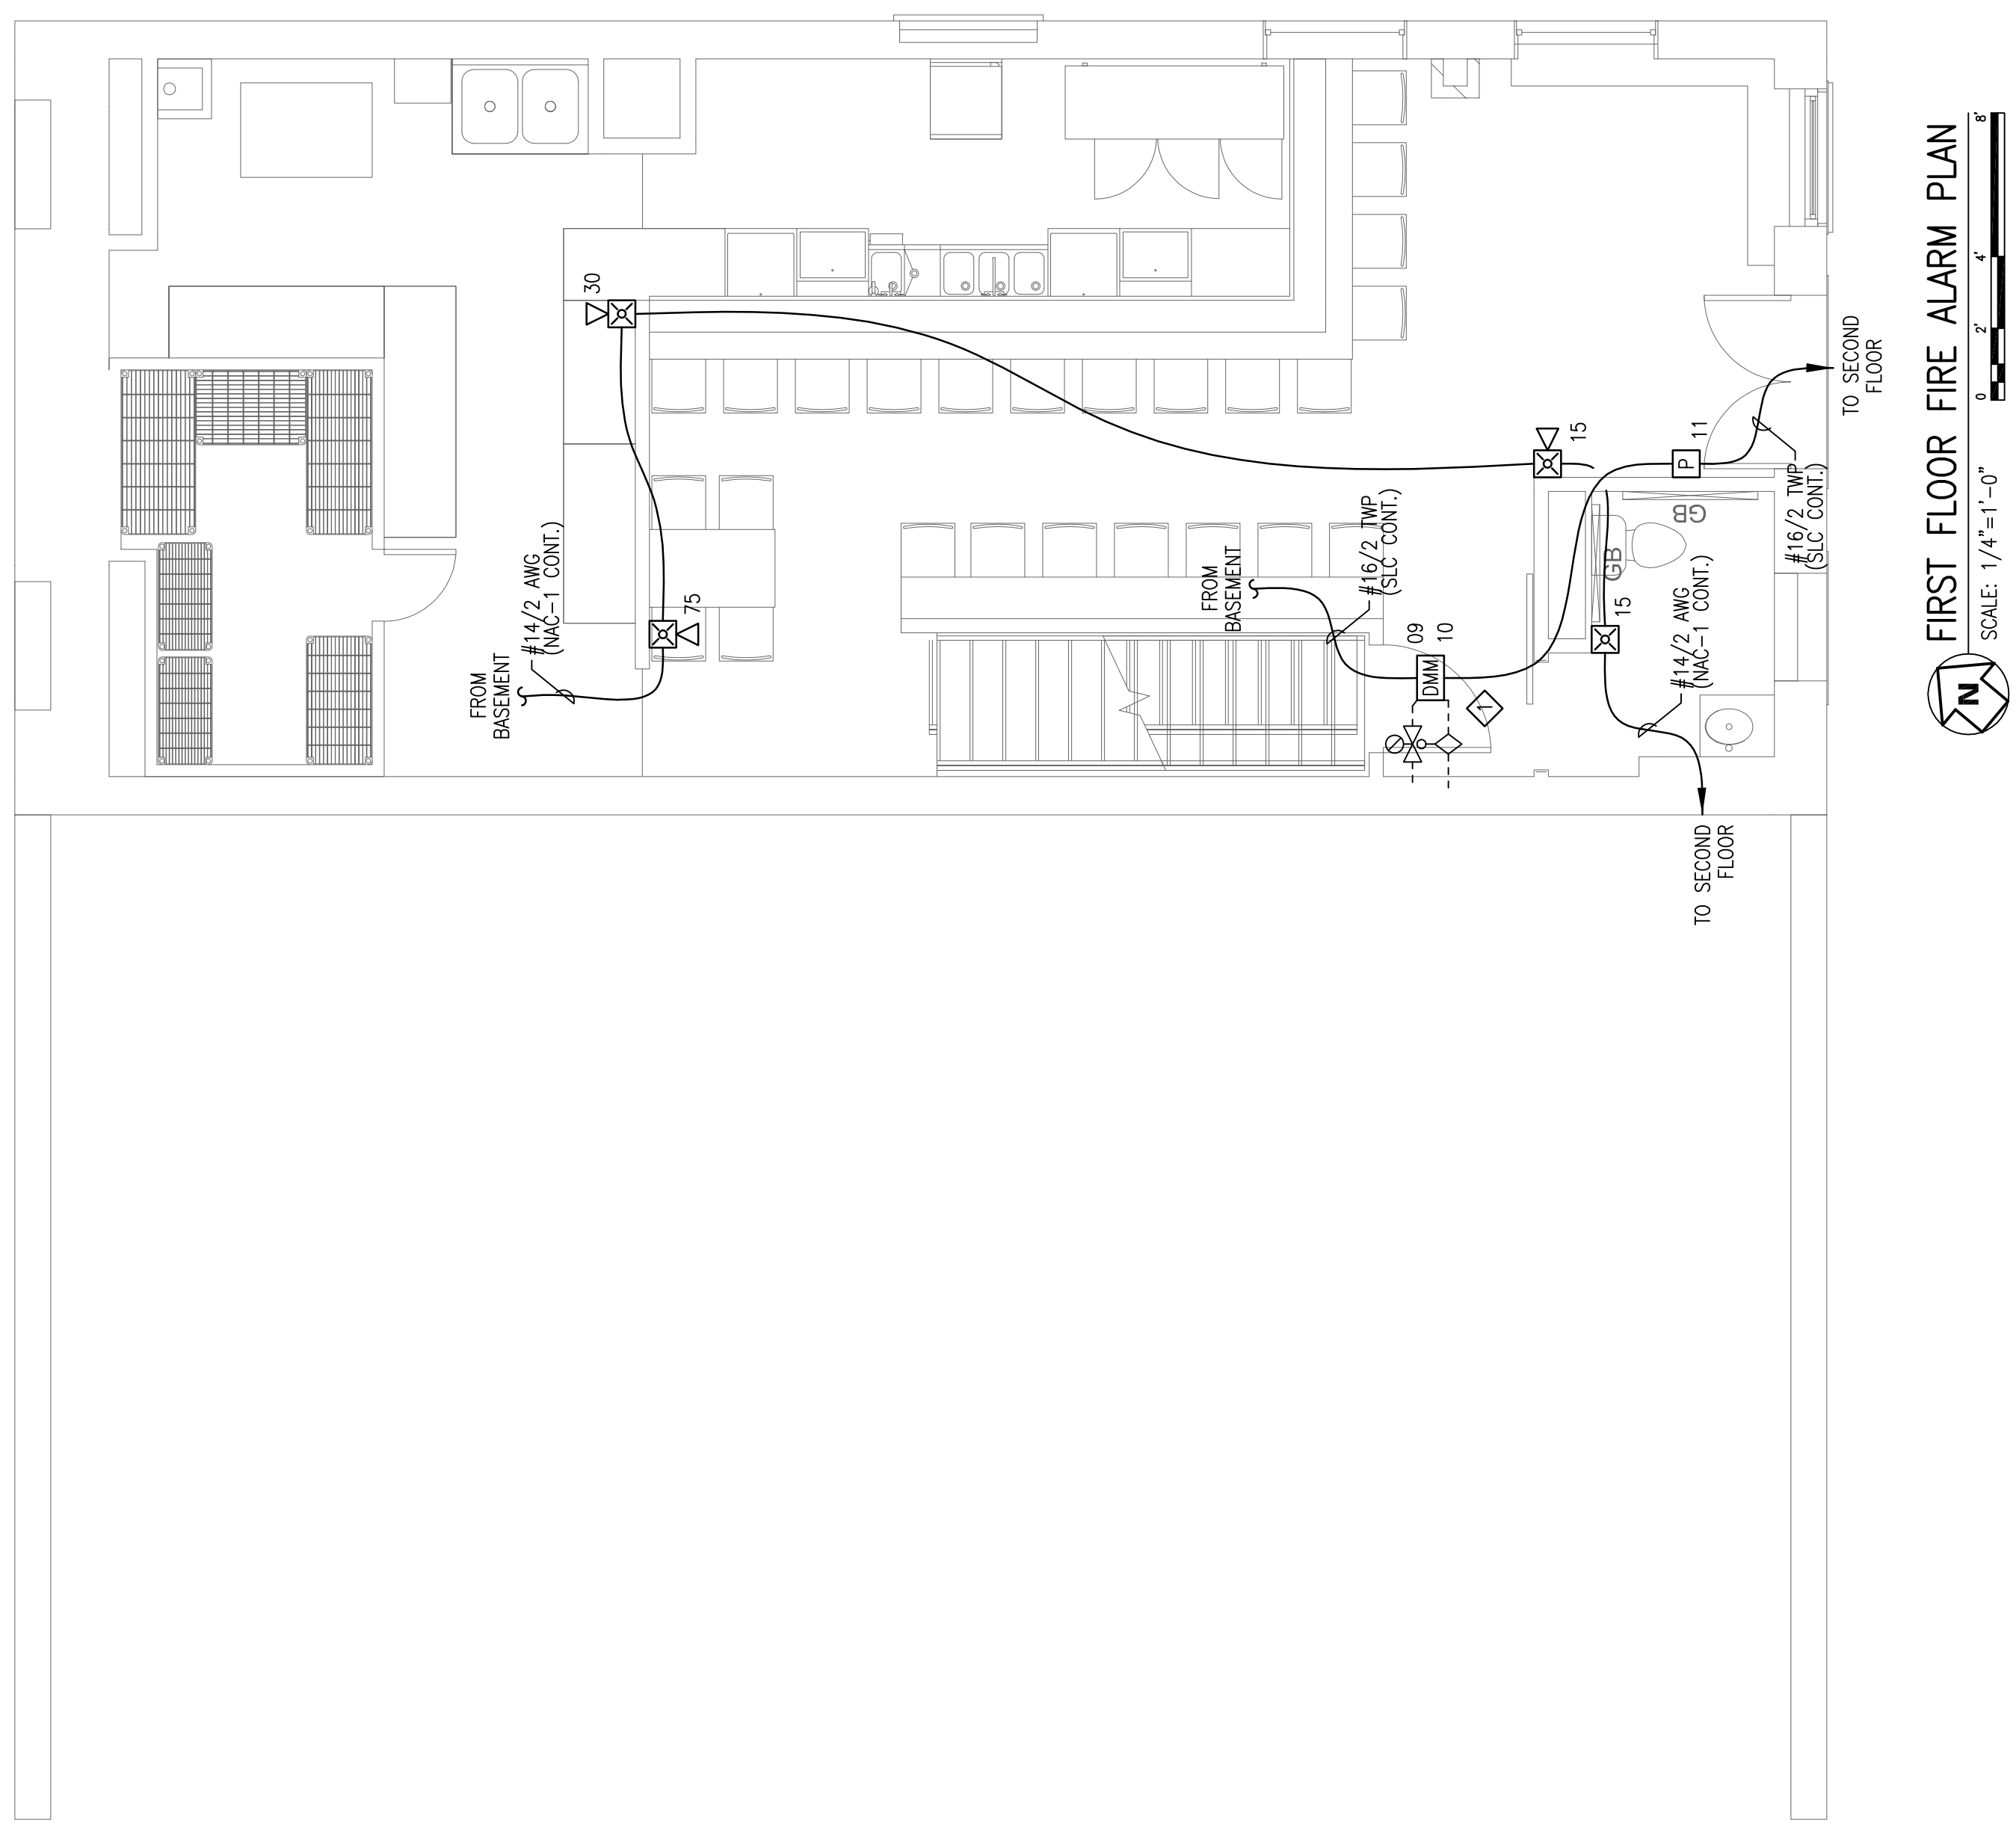 FIRST FLOOR FIRE ALARM PLAN
SCALE: 1/4"=1'-0"
0 2' 4' 8'
N
30
75
15
15
P
11
DMM
09
10
1
GB
GB
FROM
BASEMENT
#14/2 AWG
(NAC-1 CONT.)
FROM
BASEMENT
#16/2 TWP
(SLC CONT.)
#14/2 AWG
(NAC-1 CONT.)
#16/2 TWP
(SLC CONT.)
TO SECOND
FLOOR
TO SECOND
FLOOR